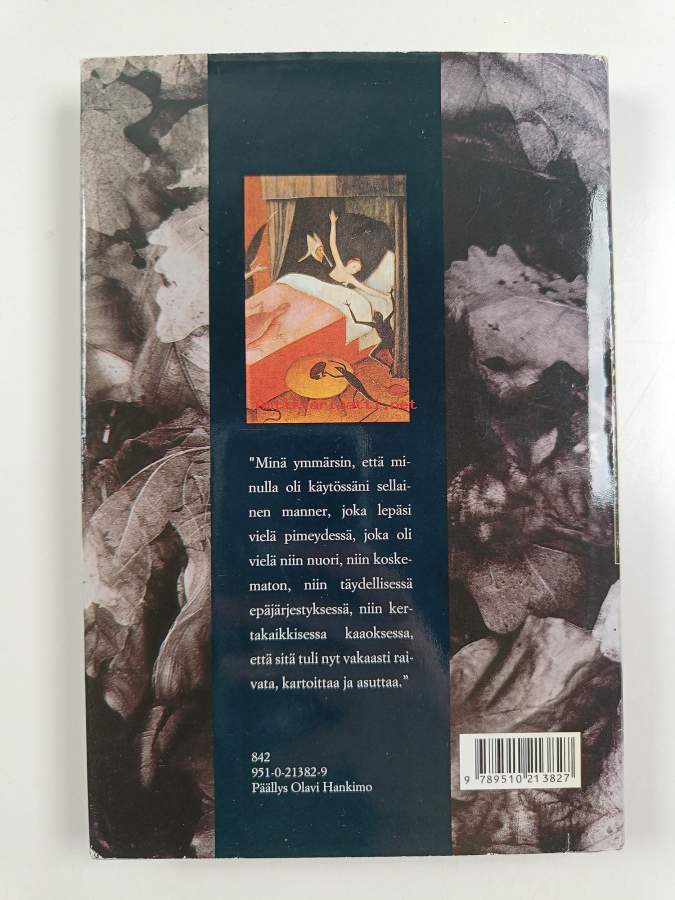 antikvariaatti.net
"Minä ymmärsin, että mi-
nulla oli käytössäni sellai-
nen manner, joka lepäsi
vielä pimeydessä, joka oli
vielä niin nuori, niin koske-
maton, niin täydellisessä
epäjärjestyksessä, niin ker-
takaikkisessa kaaoksessa,
että sitä tuli nyt vakaasti rai-
vata, kartoittaa ja asuttaa.”
842
951-0-21382-9
Päällys Olavi Hankimo
9 789510 213827